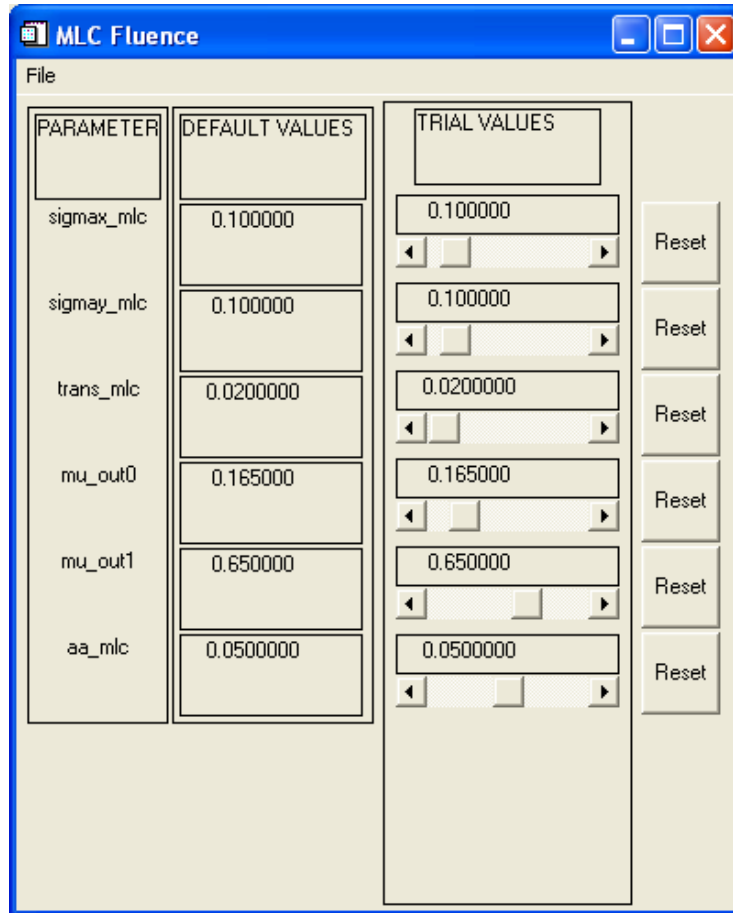 MLC Fluence
File
PARAMETER DEFAULT VALUES TRIAL VALUES
sigmax_mlc 0.100000 0.100000 Reset
sigmay_mlc 0.100000 0.100000 Reset
trans_mlc 0.0200000 0.0200000 Reset
mu_out0 0.165000 0.165000 Reset
mu_out1 0.650000 0.650000 Reset
aa_mlc 0.0500000 0.0500000 Reset